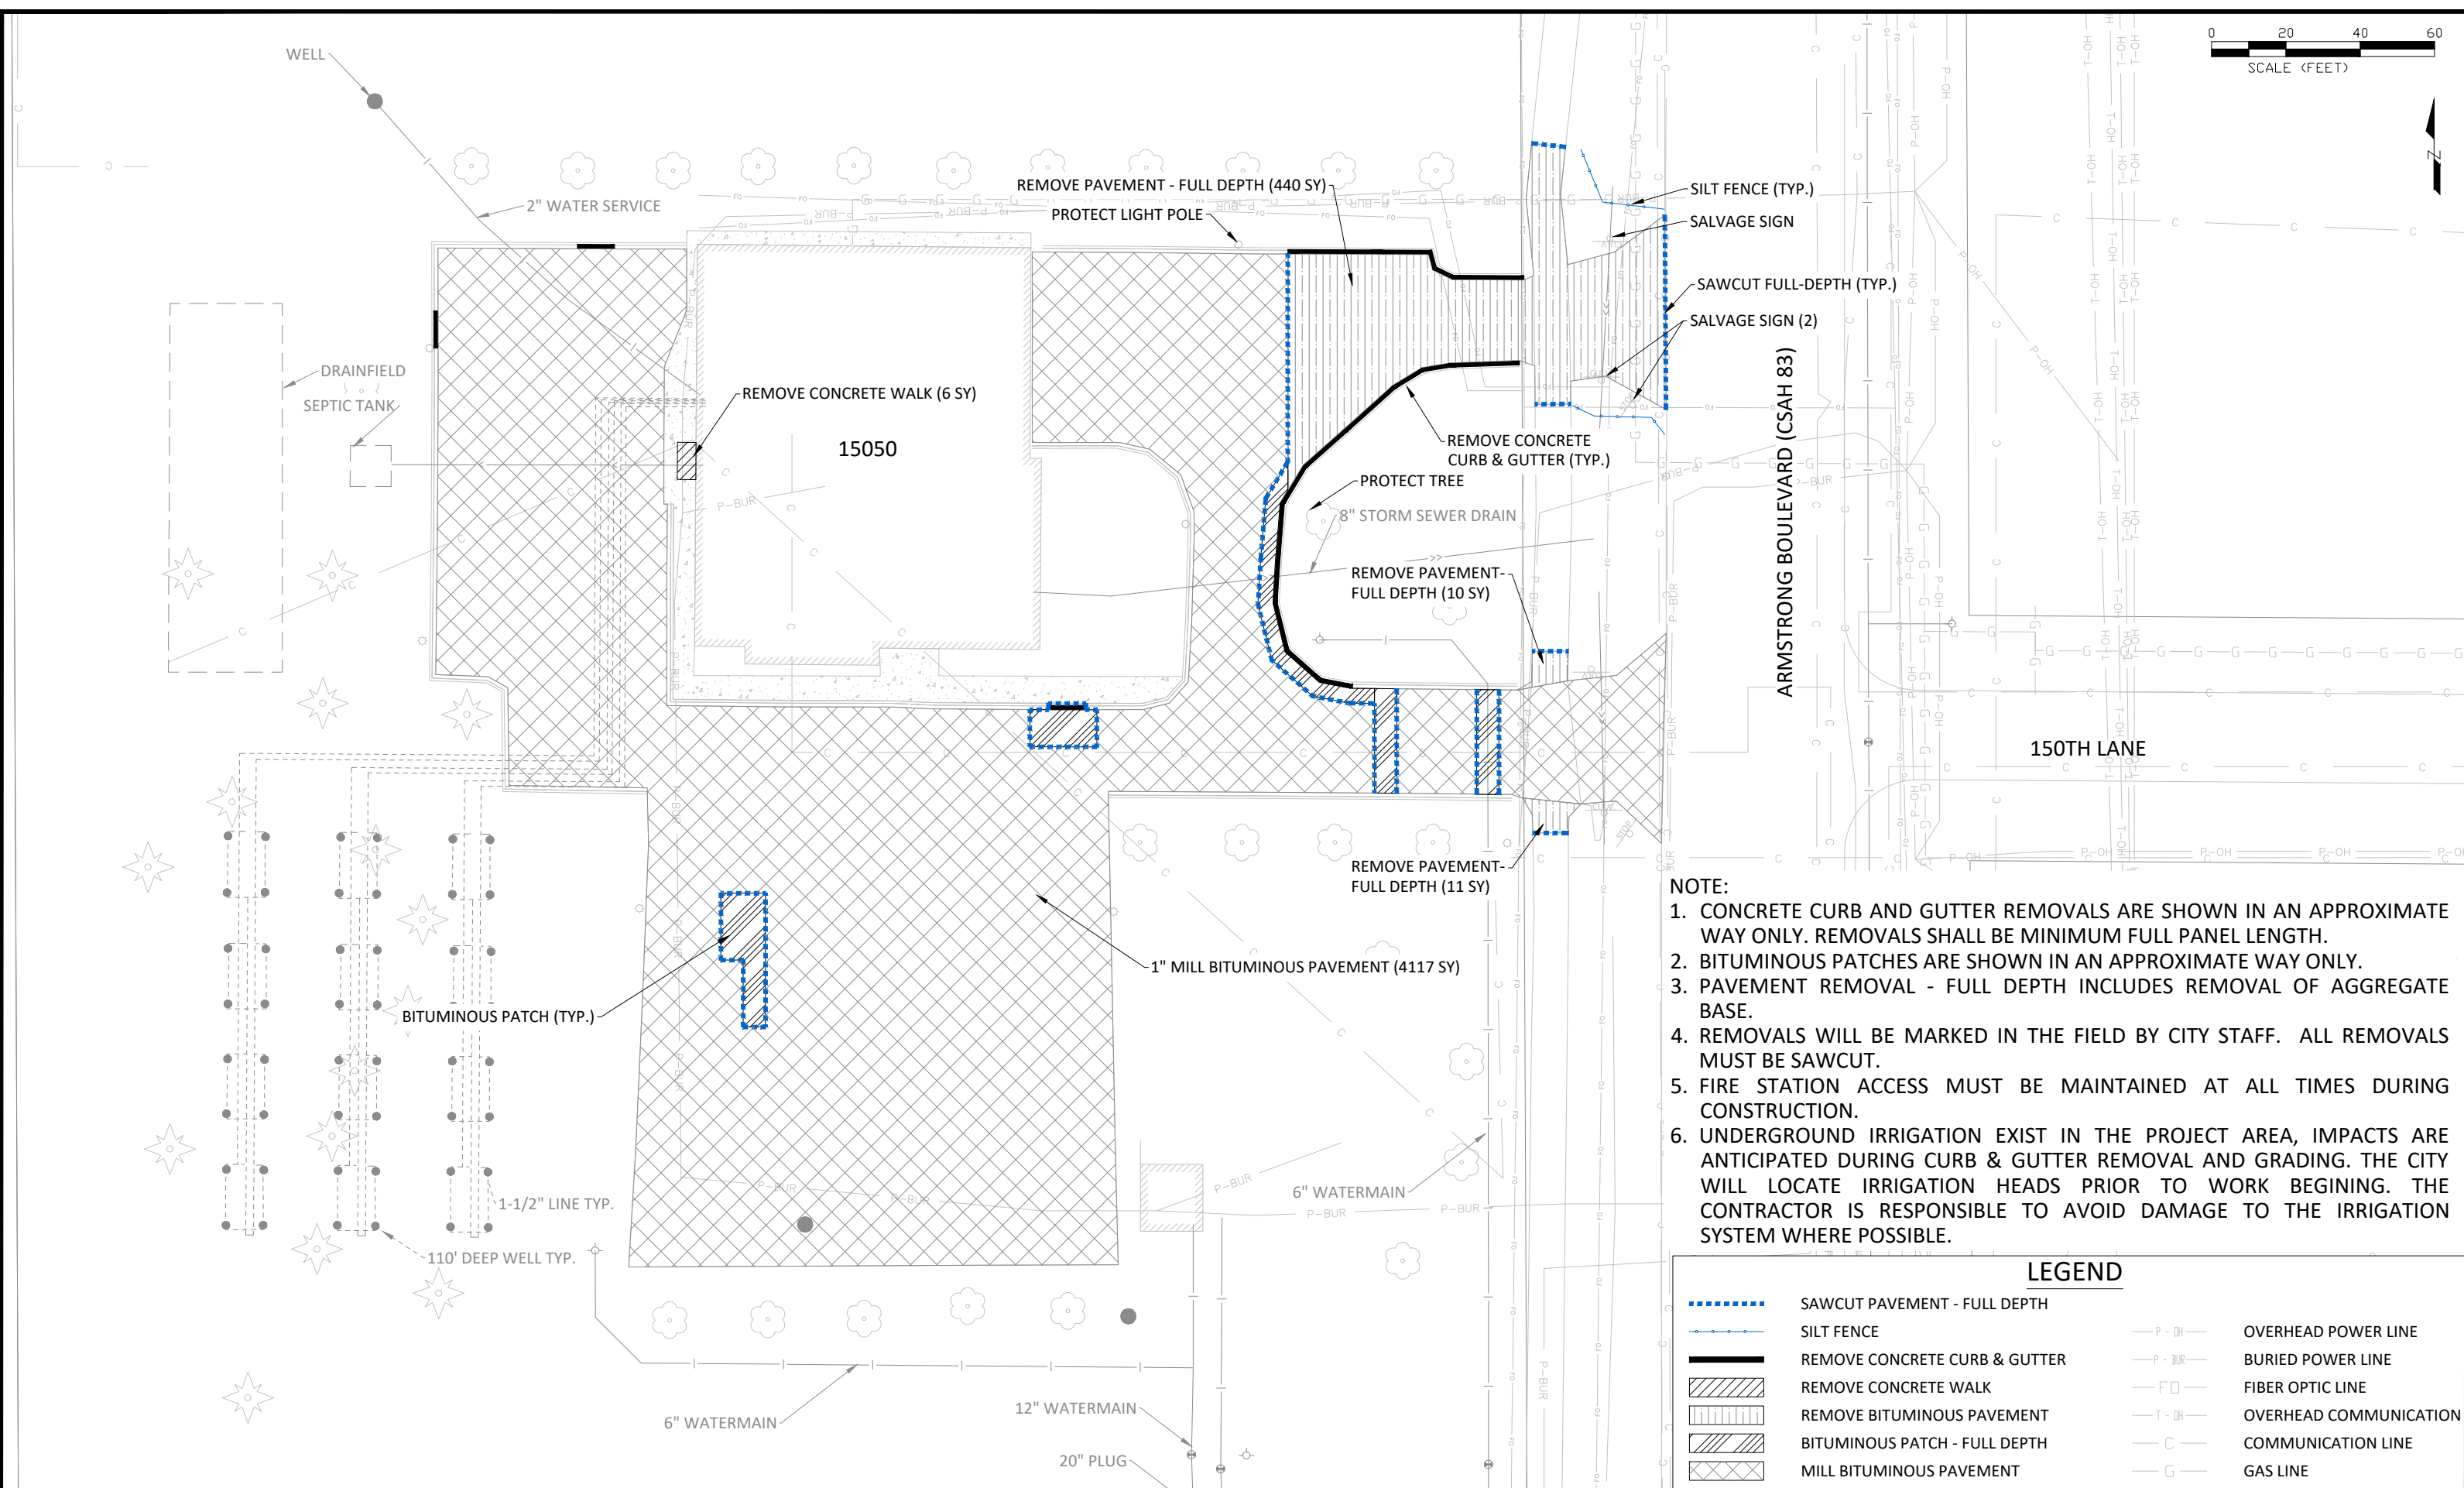 0 20 40 60
SCALE (FEET)
N
WELL
2" WATER SERVICE
REMOVE PAVEMENT - FULL DEPTH (440 SY)
PROTECT LIGHT POLE
SILT FENCE (TYP.)
SALVAGE SIGN
SAWCUT FULL-DEPTH (TYP.)
SALVAGE SIGN (2)
DRAINFIELD
SEPTIC TANK
REMOVE CONCRETE WALK (6 SY)
15050
REMOVE CONCRETE
CURB & GUTTER (TYP.)
PROTECT TREE
8" STORM SEWER DRAIN
ARMSTRONG BOULEVARD (CSAH 83)
REMOVE PAVEMENT-
FULL DEPTH (10 SY)
150TH LANE
REMOVE PAVEMENT-
FULL DEPTH (11 SY)
1" MILL BITUMINOUS PAVEMENT (4117 SY)
BITUMINOUS PATCH (TYP.)
1-1/2" LINE TYP.
110' DEEP WELL TYP.
6" WATERMAIN
6" WATERMAIN
12" WATERMAIN
20" PLUG
NOTE:
1. CONCRETE CURB AND GUTTER REMOVALS ARE SHOWN IN AN APPROXIMATE
WAY ONLY. REMOVALS SHALL BE MINIMUM FULL PANEL LENGTH.
2. BITUMINOUS PATCHES ARE SHOWN IN AN APPROXIMATE WAY ONLY.
3. PAVEMENT REMOVAL - FULL DEPTH INCLUDES REMOVAL OF AGGREGATE
BASE.
4. REMOVALS WILL BE MARKED IN THE FIELD BY CITY STAFF. ALL REMOVALS
MUST BE SAWCUT.
5. FIRE STATION ACCESS MUST BE MAINTAINED AT ALL TIMES DURING
CONSTRUCTION.
6. UNDERGROUND IRRIGATION EXIST IN THE PROJECT AREA, IMPACTS ARE
ANTICIPATED DURING CURB & GUTTER REMOVAL AND GRADING. THE CITY
WILL LOCATE IRRIGATION HEADS PRIOR TO WORK BEGINING. THE
CONTRACTOR IS RESPONSIBLE TO AVOID DAMAGE TO THE IRRIGATION
SYSTEM WHERE POSSIBLE.
LEGEND
SAWCUT PAVEMENT - FULL DEPTH
SILT FENCE
REMOVE CONCRETE CURB & GUTTER
REMOVE CONCRETE WALK
REMOVE BITUMINOUS PAVEMENT
BITUMINOUS PATCH - FULL DEPTH
MILL BITUMINOUS PAVEMENT
P - OH OVERHEAD POWER LINE
P - BUR BURIED POWER LINE
FO FIBER OPTIC LINE
T - OH OVERHEAD COMMUNICATION
C COMMUNICATION LINE
G GAS LINE